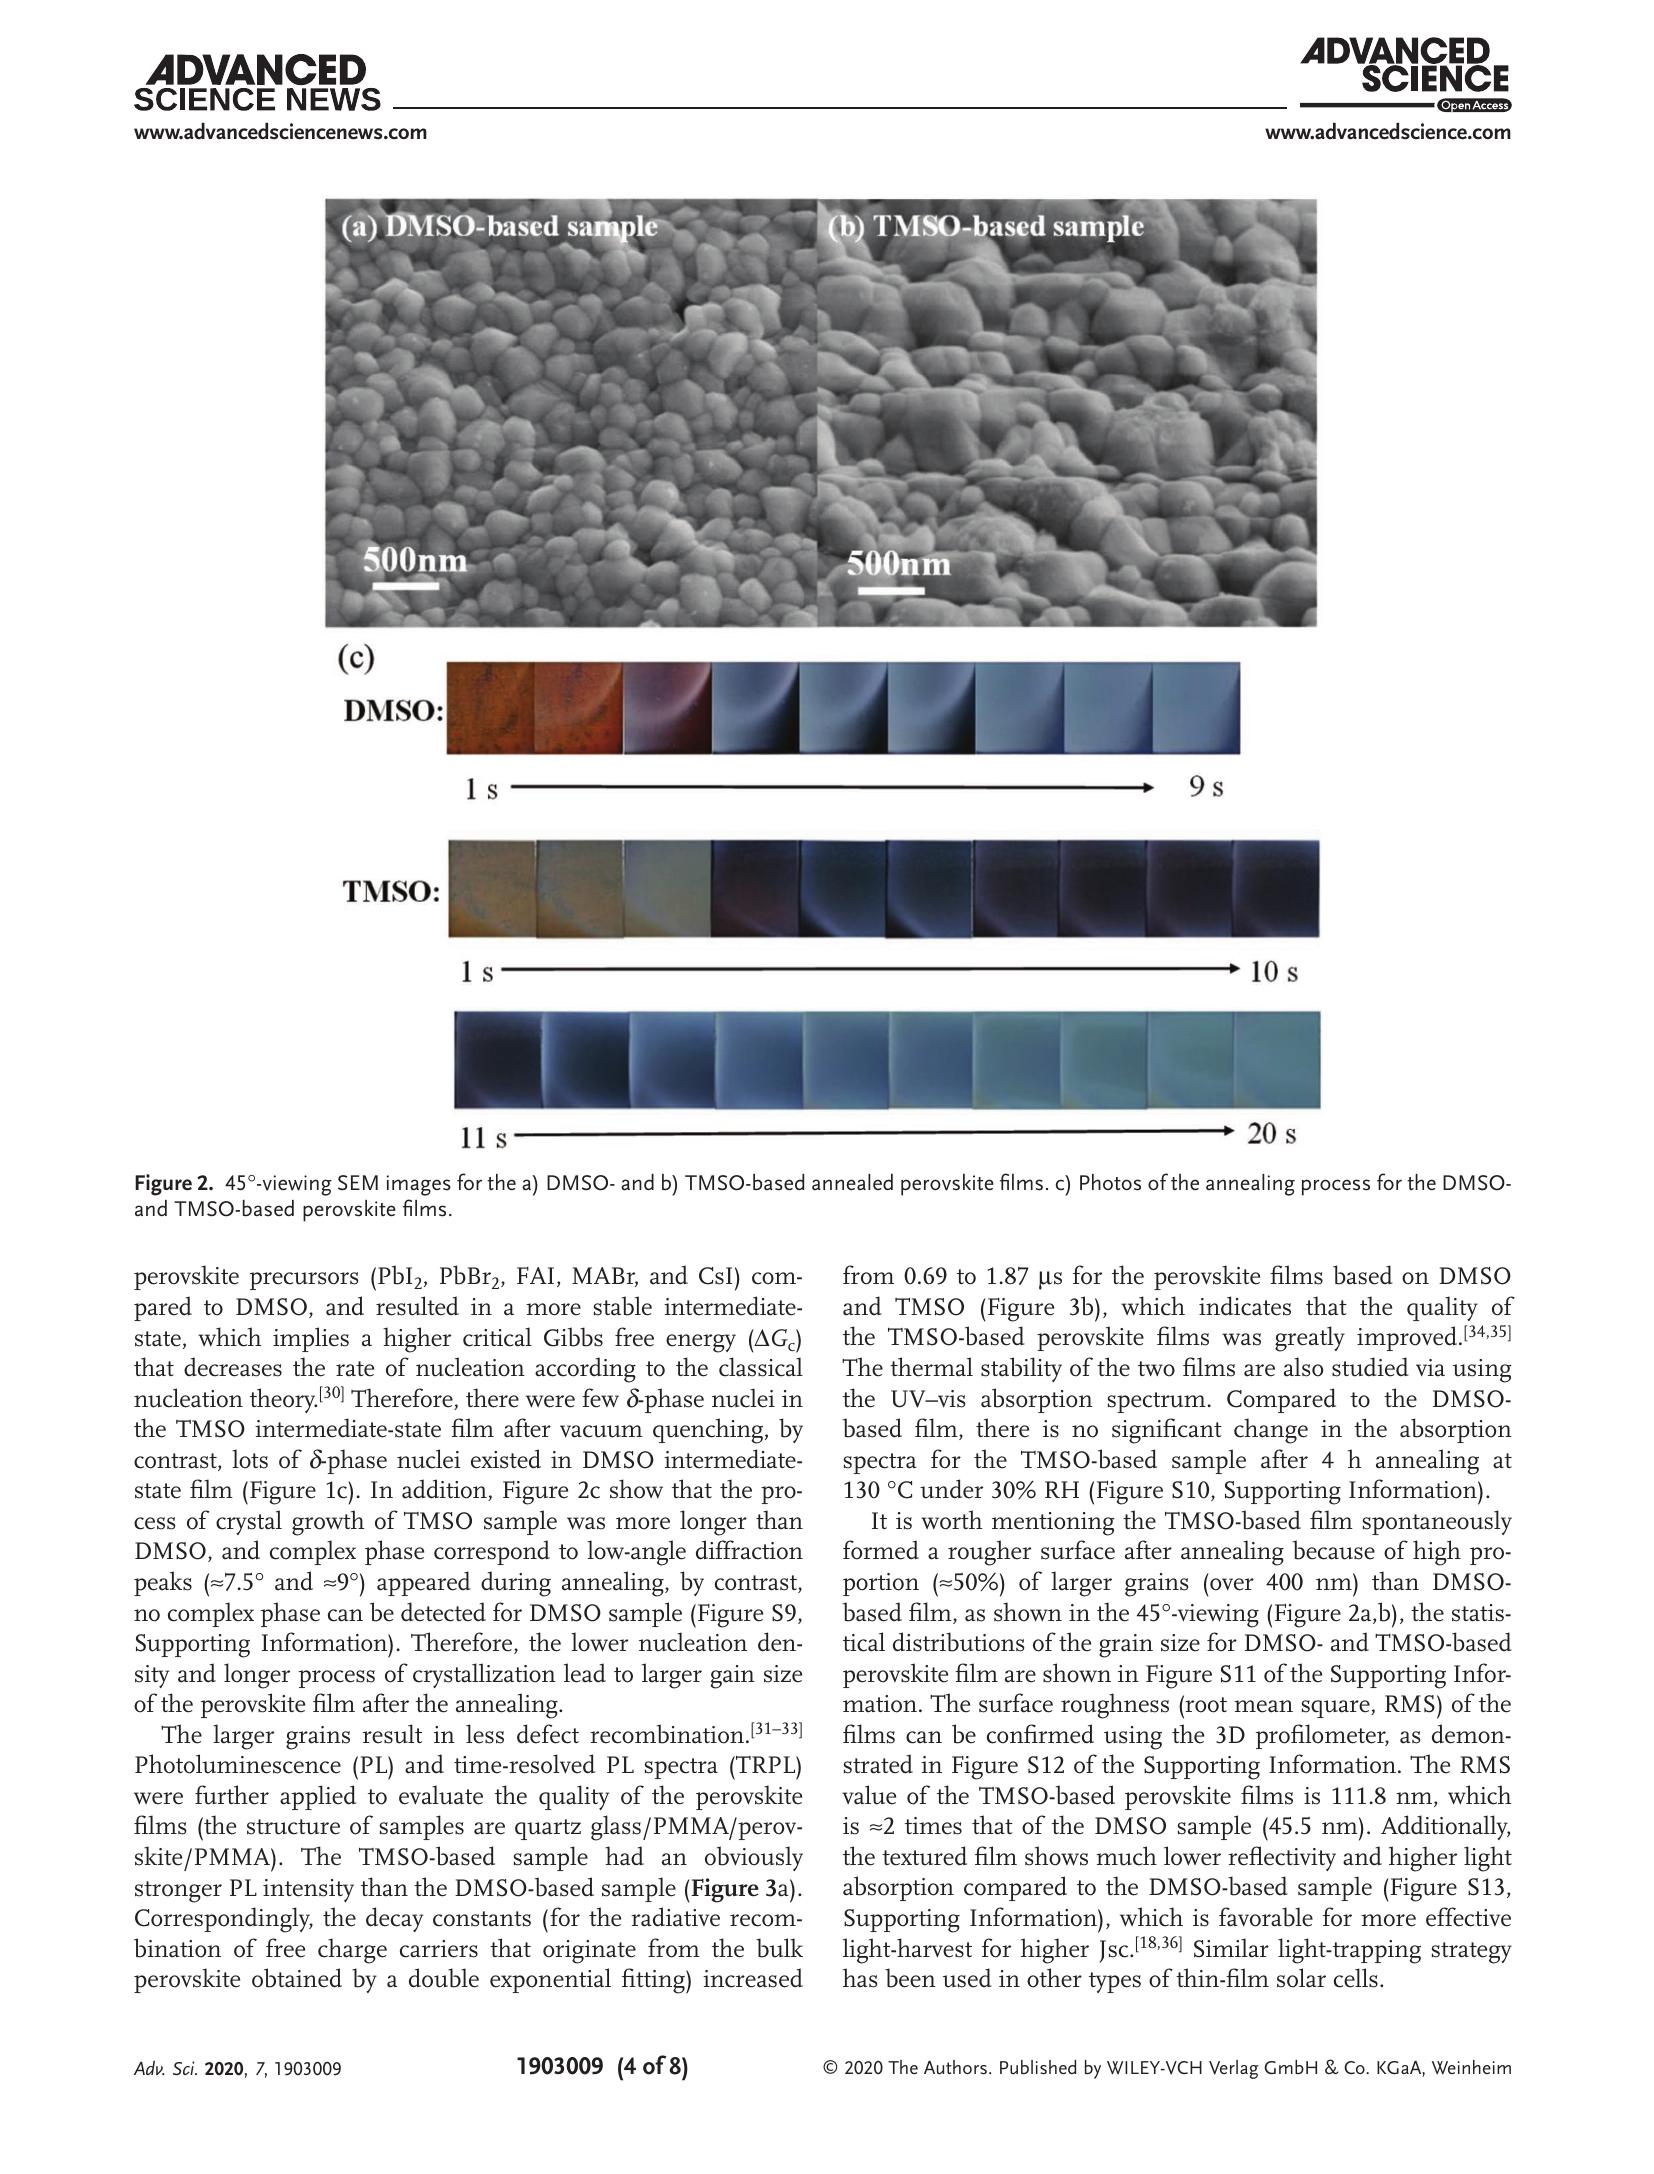 ADVANCED
SCIENCE NEWS
www.advancedsciencenews.com
ADVANCED
SCIENCE
Open Access
www.advancedscience.com
(a) DMSO-based sample
(b) TMSO-based sample
500nm
500nm
(c)
DMSO:
1 s
9 s
TMSO:
1 s
10 s
11 s
20 s
Figure 2. 45°-viewing SEM images for the a) DMSO- and b) TMSO-based annealed perovskite films. c) Photos of the annealing process for the DMSO-
and TMSO-based perovskite films.
perovskite precursors (PbI₂, PbBr₂, FAI, MABr, and CsI) com-
pared to DMSO, and resulted in a more stable intermediate-
state, which implies a higher critical Gibbs free energy (ΔGc)
that decreases the rate of nucleation according to the classical
nucleation theory.[30] Therefore, there were few δ-phase nuclei in
the TMSO intermediate-state film after vacuum quenching, by
contrast, lots of δ-phase nuclei existed in DMSO intermediate-
state film (Figure 1c). In addition, Figure 2c show that the pro-
cess of crystal growth of TMSO sample was more longer than
DMSO, and complex phase correspond to low-angle diffraction
peaks (≈7.5° and ≈9°) appeared during annealing, by contrast,
no complex phase can be detected for DMSO sample (Figure S9,
Supporting Information). Therefore, the lower nucleation den-
sity and longer process of crystallization lead to larger gain size
of the perovskite film after the annealing.
The larger grains result in less defect recombination.[31–33]
Photoluminescence (PL) and time-resolved PL spectra (TRPL)
were further applied to evaluate the quality of the perovskite
films (the structure of samples are quartz glass/PMMA/perov-
skite/PMMA). The TMSO-based sample had an obviously
stronger PL intensity than the DMSO-based sample (Figure 3a).
Correspondingly, the decay constants (for the radiative recom-
bination of free charge carriers that originate from the bulk
perovskite obtained by a double exponential fitting) increased
from 0.69 to 1.87 μs for the perovskite films based on DMSO
and TMSO (Figure 3b), which indicates that the quality of
the TMSO-based perovskite films was greatly improved.[34,35]
The thermal stability of the two films are also studied via using
the UV–vis absorption spectrum. Compared to the DMSO-
based film, there is no significant change in the absorption
spectra for the TMSO-based sample after 4 h annealing at
130 °C under 30% RH (Figure S10, Supporting Information).
It is worth mentioning the TMSO-based film spontaneously
formed a rougher surface after annealing because of high pro-
portion (≈50%) of larger grains (over 400 nm) than DMSO-
based film, as shown in the 45°-viewing (Figure 2a,b), the statis-
tical distributions of the grain size for DMSO- and TMSO-based
perovskite film are shown in Figure S11 of the Supporting Infor-
mation. The surface roughness (root mean square, RMS) of the
films can be confirmed using the 3D profilometer, as demon-
strated in Figure S12 of the Supporting Information. The RMS
value of the TMSO-based perovskite films is 111.8 nm, which
is ≈2 times that of the DMSO sample (45.5 nm). Additionally,
the textured film shows much lower reflectivity and higher light
absorption compared to the DMSO-based sample (Figure S13,
Supporting Information), which is favorable for more effective
light-harvest for higher Jsc.[18,36] Similar light-trapping strategy
has been used in other types of thin-film solar cells.
Adv. Sci. 2020, 7, 1903009
1903009 (4 of 8)
© 2020 The Authors. Published by WILEY-VCH Verlag GmbH & Co. KGaA, Weinheim